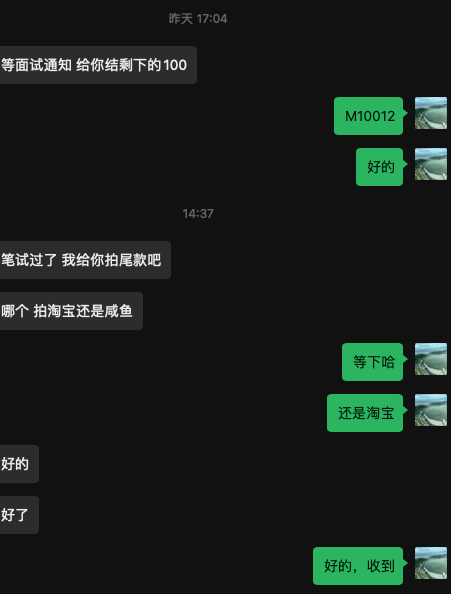 昨天 17:04
等面试通知 给你结剩下的100
M10012
好的
14:37
笔试过了 我给你拍尾款吧
哪个 拍淘宝还是咸鱼
等下哈
还是淘宝
好的
好了
好的，收到